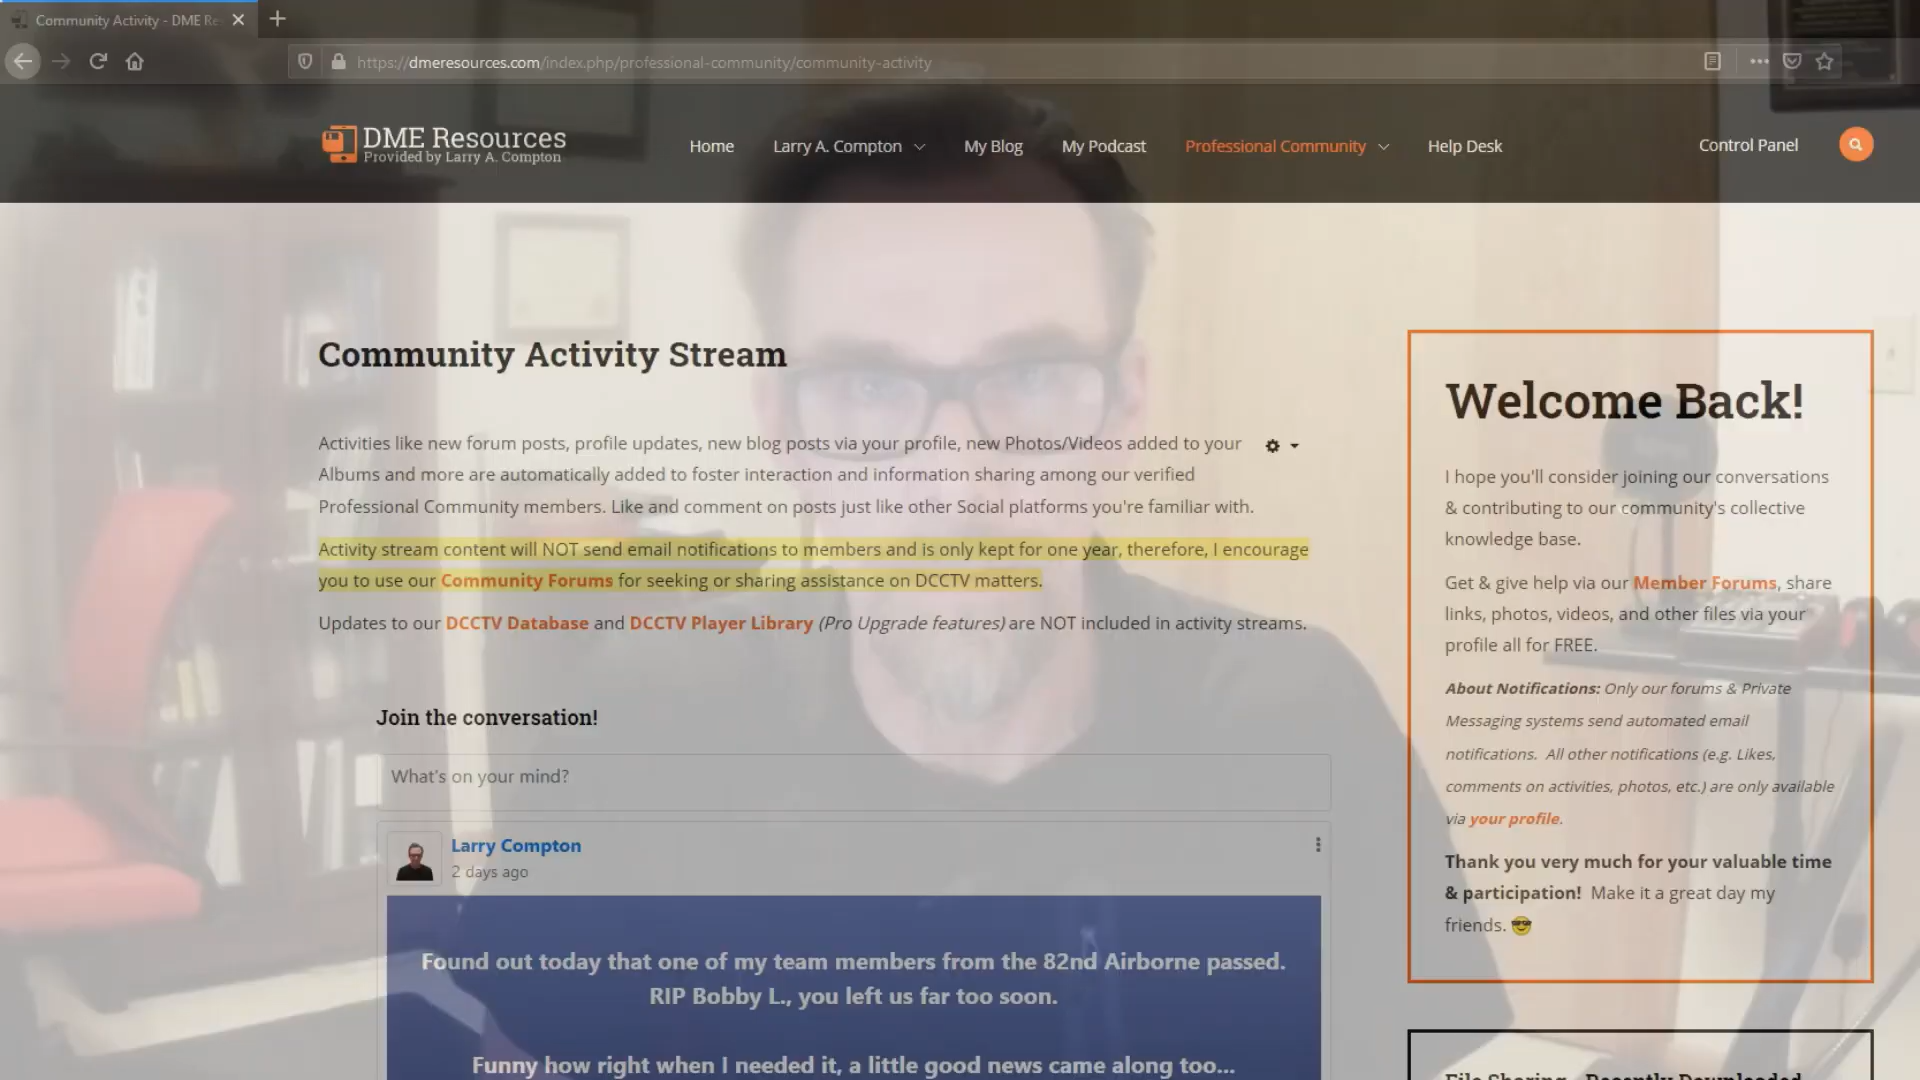 Community Activity - DME Re
https://dmeresources.com/index.php/professional-community/community-activity
DME Resources
Provided by Larry A. Compton
Home
Larry A. Compton
My Blog
My Podcast
Professional Community
Help Desk
Control Panel
Community Activity Stream
Activities like new forum posts, profile updates, new blog posts via your profile, new Photos/Videos added to your
Albums and more are automatically added to foster interaction and information sharing among our verified
Professional Community members. Like and comment on posts just like other Social platforms you're familiar with.
Activity stream content will NOT send email notifications to members and is only kept for one year, therefore, I encourage
you to use our Community Forums for seeking or sharing assistance on DCCTV matters.
Updates to our DCCTV Database and DCCTV Player Library (Pro Upgrade features) are NOT included in activity streams.
Join the conversation!
What's on your mind?
Larry Compton
2 days ago
Found out today that one of my team members from the 82nd Airborne passed.
RIP Bobby L., you left us far too soon.
Funny how right when I needed it, a little good news came along too...
Welcome Back!
I hope you'll consider joining our conversations
& contributing to our community's collective
knowledge base.
Get & give help via our Member Forums, share
links, photos, videos, and other files via your
profile all for FREE.
About Notifications: Only our forums & Private
Messaging systems send automated email
notifications. All other notifications (e.g. Likes,
comments on activities, photos, etc.) are only available
via your profile.
Thank you very much for your valuable time
& participation! Make it a great day my
friends. 😎
File Sharing - Recently Downloaded